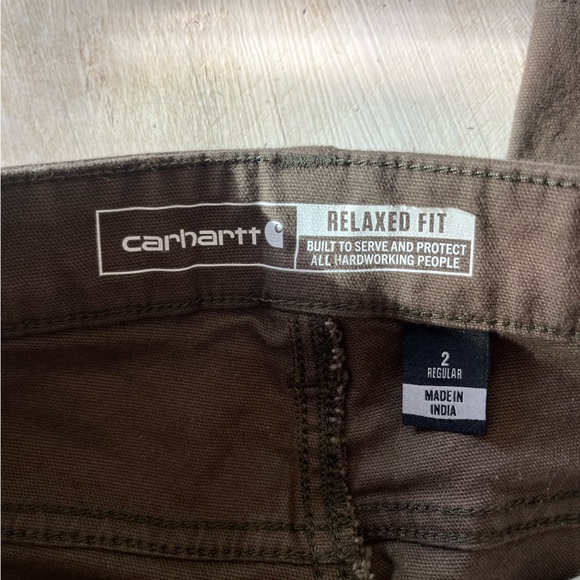 carhartt
RELAXED FIT
BUILT TO SERVE AND PROTECT
ALL HARDWORKING PEOPLE
2
REGULAR
MADE IN
INDIA